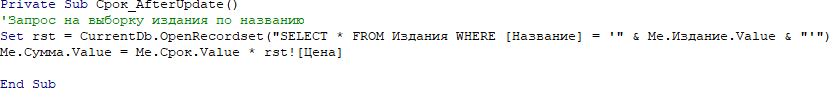 Private Sub Срок_AfterUpdate()
'Запрос на выборку издания по названию
Set rst = CurrentDb.OpenRecordset("SELECT * FROM Издания WHERE [Название] = '" & Me.Издание.Value & "'")
Me.Сумма.Value = Me.Срок.Value * rst![Цена]
End Sub